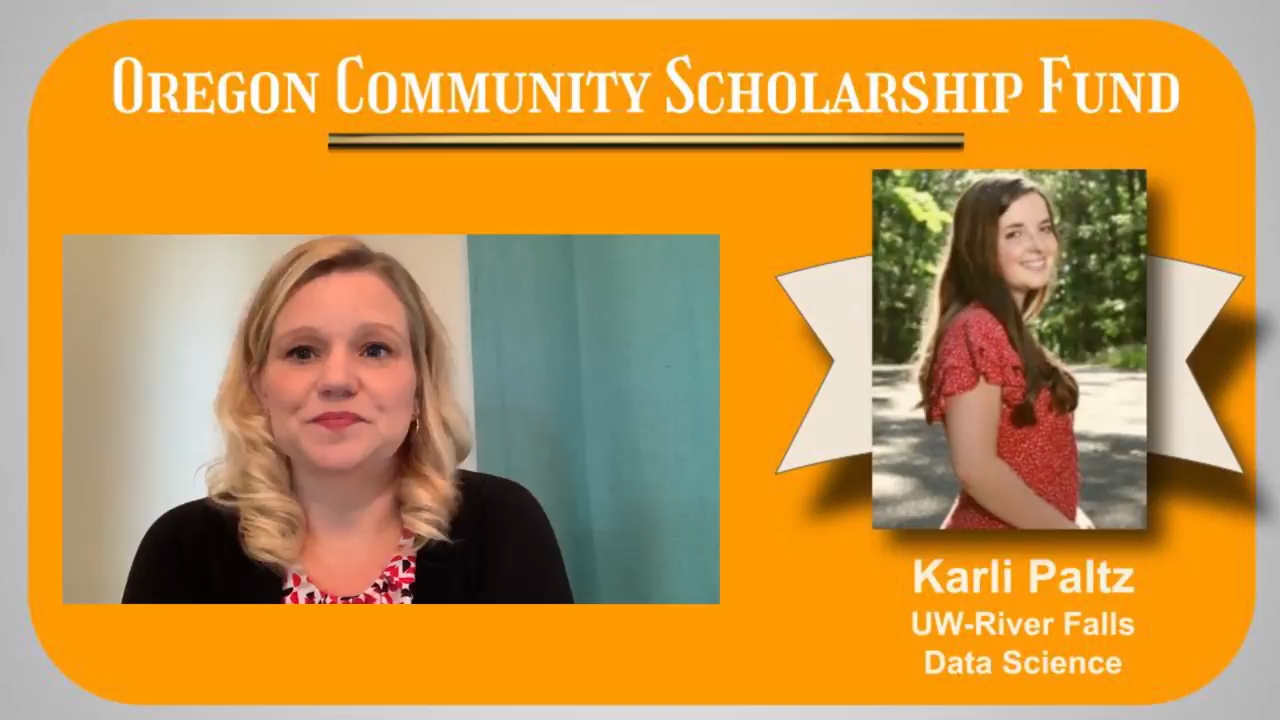 Oregon Community Scholarship Fund
Karli Paltz
UW-River Falls
Data Science